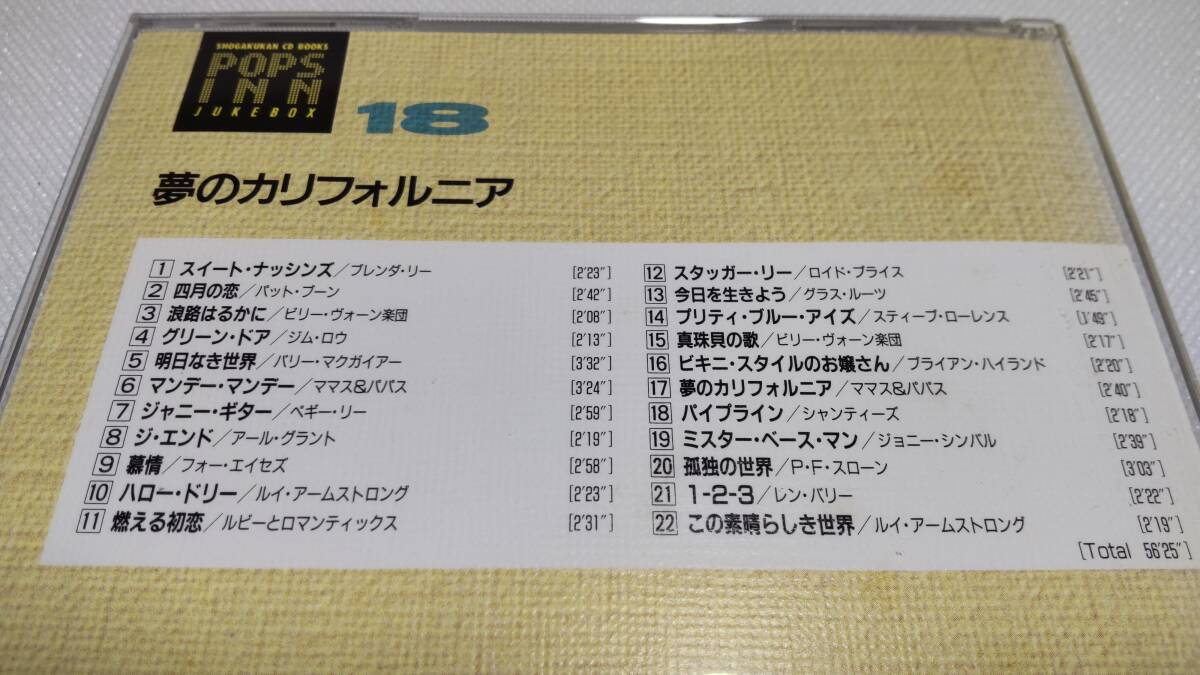 SHOGAKUKAN CD BOOKS
POPS
INN
JUKEBOX
18
夢のカリフォルニア
1 スイート・ナッシンズ/ブレンダ・リー [2'23"]
2 四月の恋/パット・ブーン [2'42"]
3 浪路はるかに/ビリー・ヴォーン楽団 [2'08"]
4 グリーン・ドア/ジム・ロウ [2'13"]
5 明日なき世界/バリー・マクガイアー [3'32"]
6 マンデー・マンデー/ママス&パパス [3'24"]
7 ジャニー・ギター/ペギー・リー [2'59"]
8 ジ・エンド/アール・グラント [2'19"]
9 慕情/フォー・エイセズ [2'58"]
10 ハロー・ドリー/ルイ・アームストロング [2'23"]
11 燃える初恋/ルビーとロマンティックス [2'31"]
12 スタッガー・リー/ロイド・プライス [2'21"]
13 今日を生きよう/グラス・ルーツ [2'45"]
14 プリティ・ブルー・アイズ/スティーブ・ローレンス [1'49"]
15 真珠貝の歌/ビリー・ヴォーン楽団 [2'17"]
16 ビキニ・スタイルのお嬢さん/ブライアン・ハイランド [2'20"]
17 夢のカリフォルニア/ママス&パパス [2'40"]
18 パイプライン/シャンティーズ [2'18"]
19 ミスター・ベース・マン/ジョニー・シンバル [2'39"]
20 孤独の世界/P・F・スローン [3'03"]
21 1-2-3/レン・バリー [2'22"]
22 この素晴らしき世界/ルイ・アームストロング [2'19"]
[Total 56'25"]